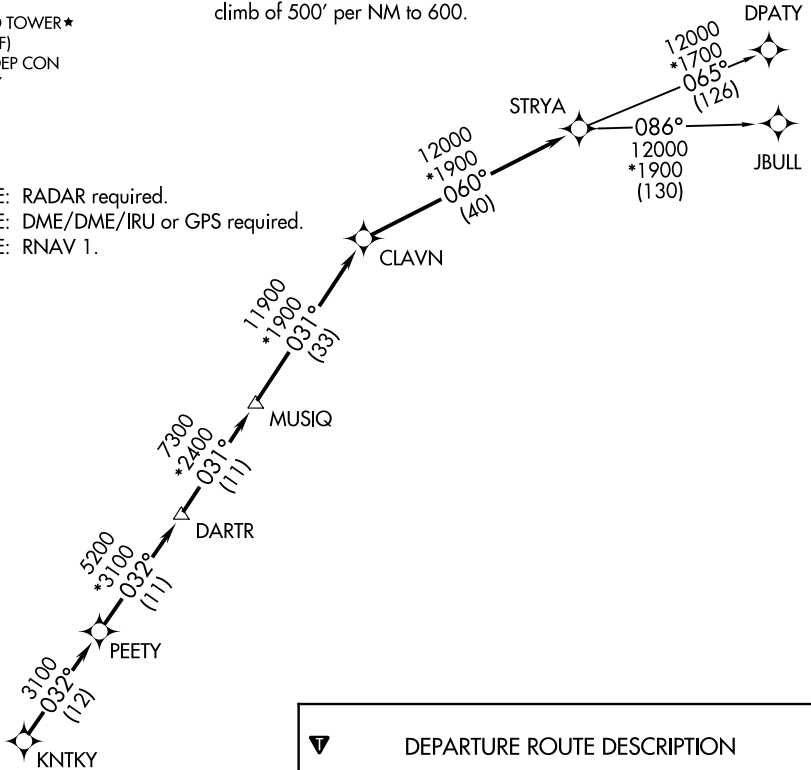 TOWER★
F)
EP CON
climb of 500' per NM to 600.
DPATY
12000
*1700
065°
(126)
STRYA
086°
12000
*1900
(130)
JBULL
12000
*1900
060°
(40)
E: RADAR required.
E: DME/DME/IRU or GPS required.
E: RNAV 1.
CLAVN
11900
*1900
031°
(33)
MUSIQ
7300
*2400
031°
(11)
DARTR
5200
*3100
032°
(11)
PEETY
3100
032°
(12)
KNTKY
T DEPARTURE ROUTE DESCRIPTION